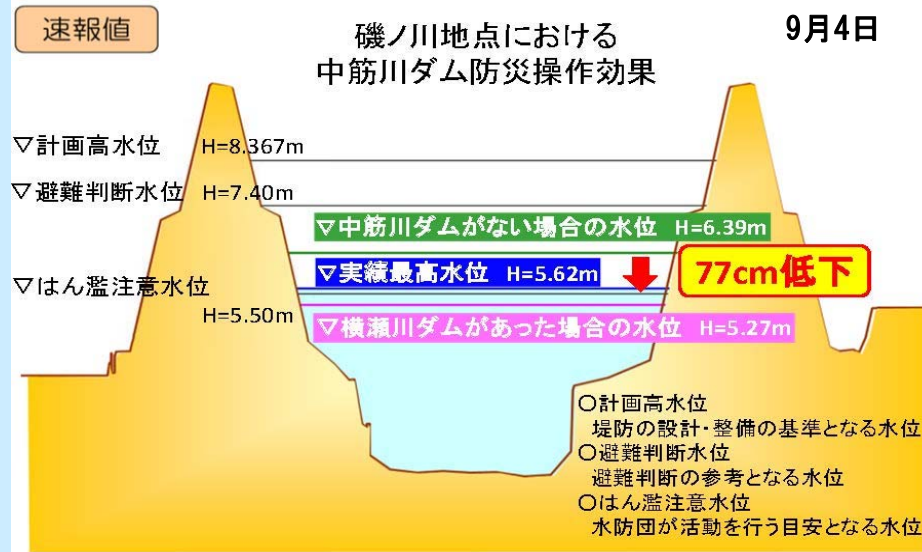 速報値
磯ノ川地点における
中筋川ダム防災操作効果
9月4日
▽計画高水位 H=8.367m
▽避難判断水位 H=7.40m
▽中筋川ダムがない場合の水位 H=6.39m
▽実績最高水位 H=5.62m
77cm低下
▽はん濫注意水位
H=5.50m
▽横瀬川ダムがあった場合の水位 H=5.27m
〇計画高水位
堤防の設計・整備の基準となる水位
〇避難判断水位
避難判断の参考となる水位
〇はん濫注意水位
水防団が活動を行う目安となる水位